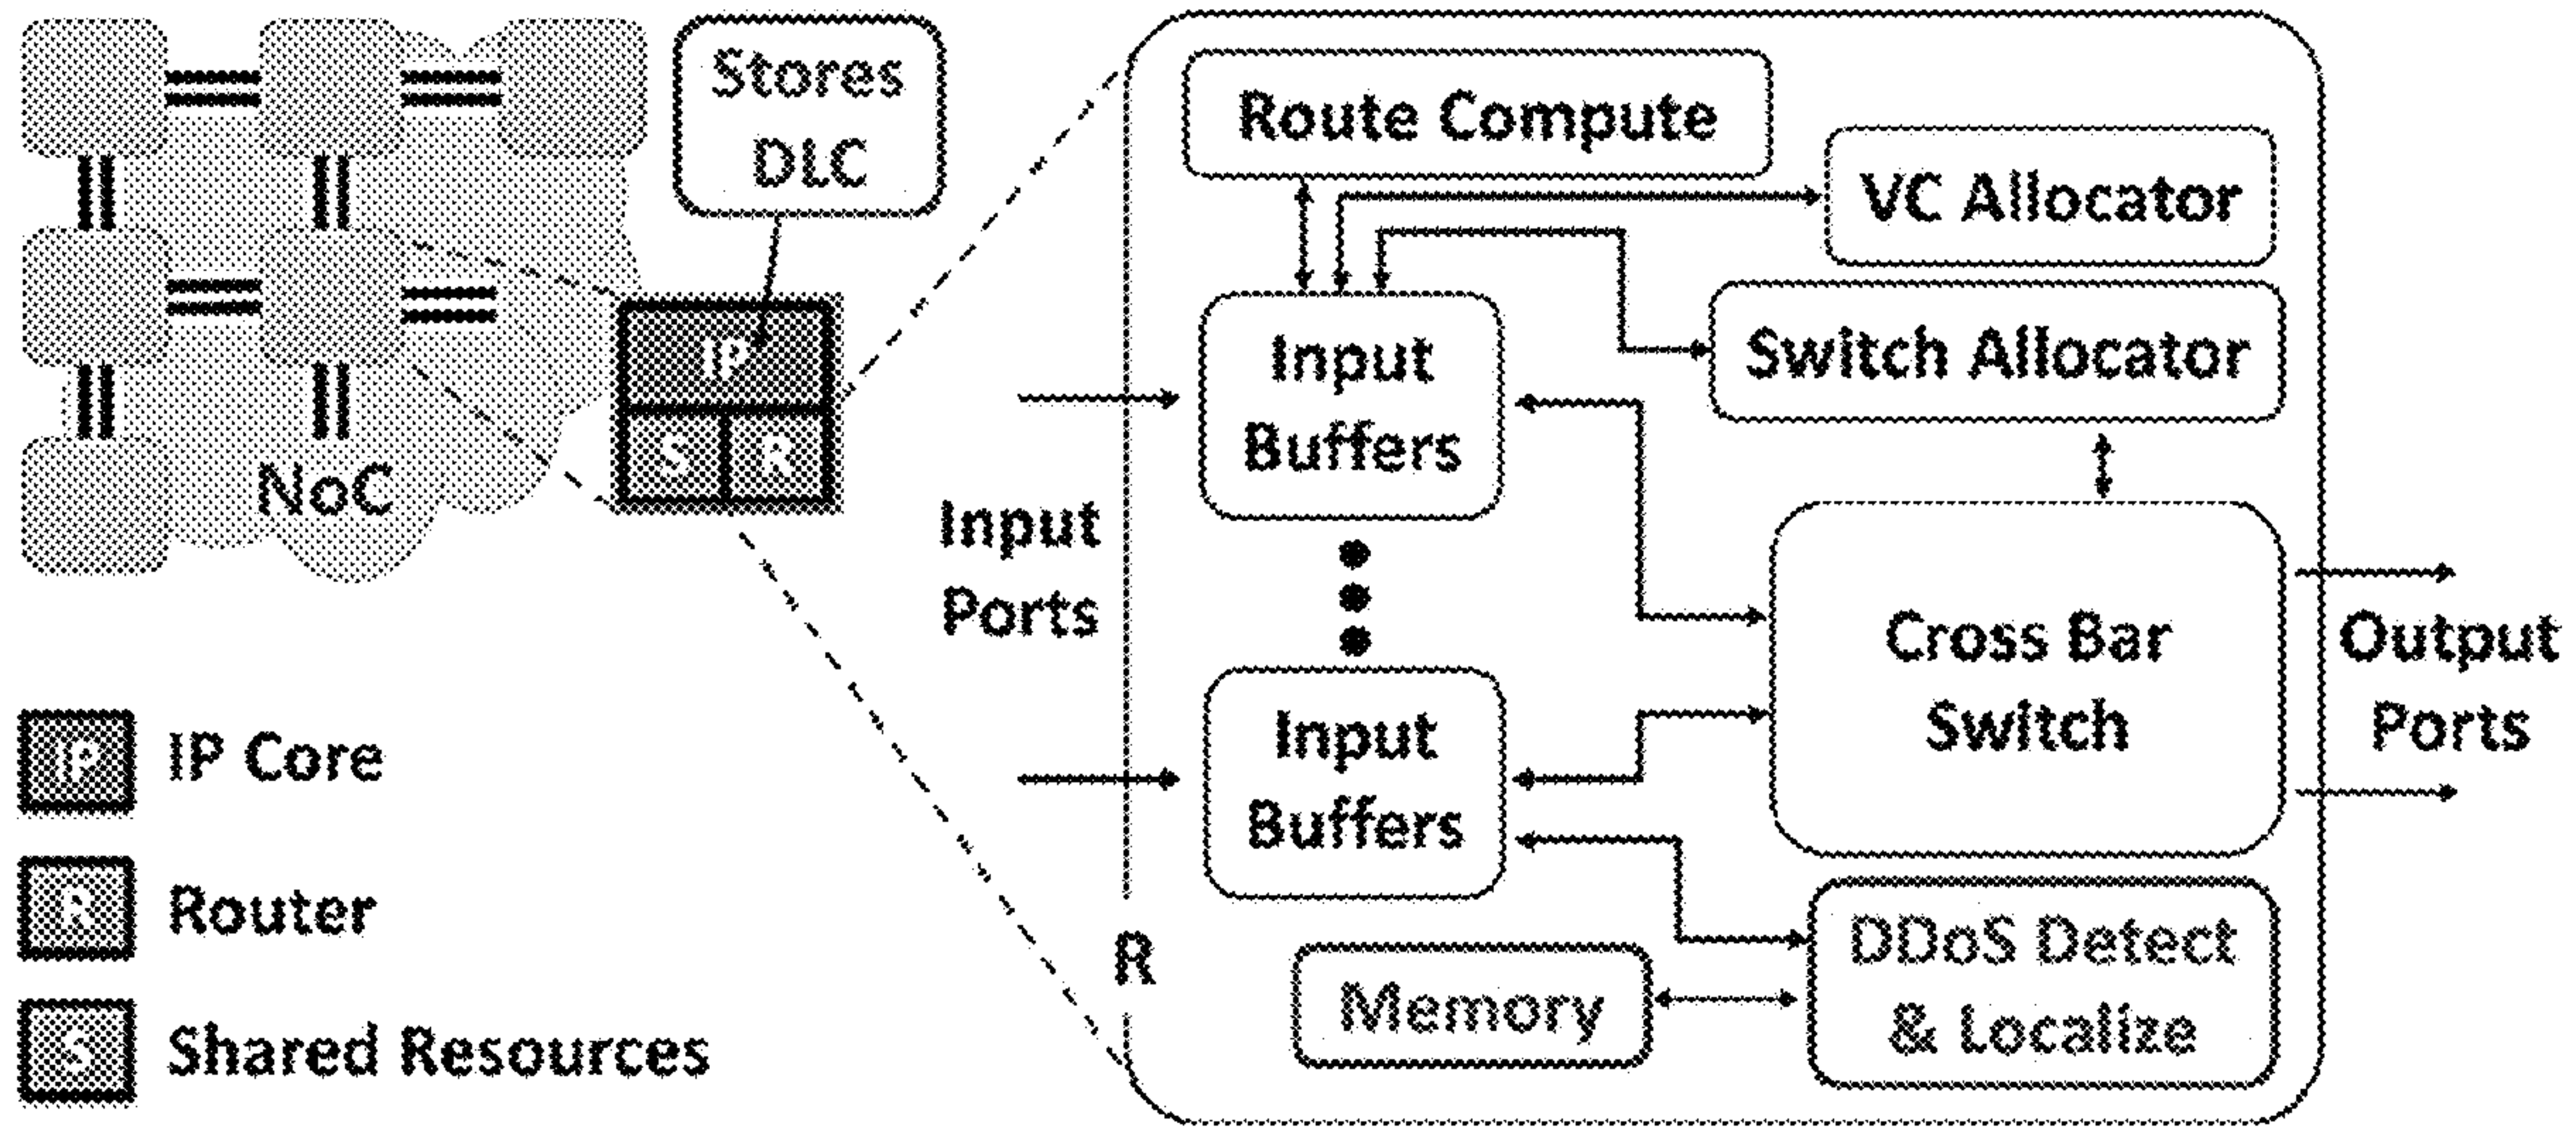 Stores
DLC
IP
S
R
NoC
IP
IP Core
R
Router
S
Shared Resources
Input
Ports
R
Route Compute
VC Allocator
Switch Allocator
Input
Buffers
Input
Buffers
Cross Bar
Switch
Memory
DDoS Detect
& Localize
Output
Ports